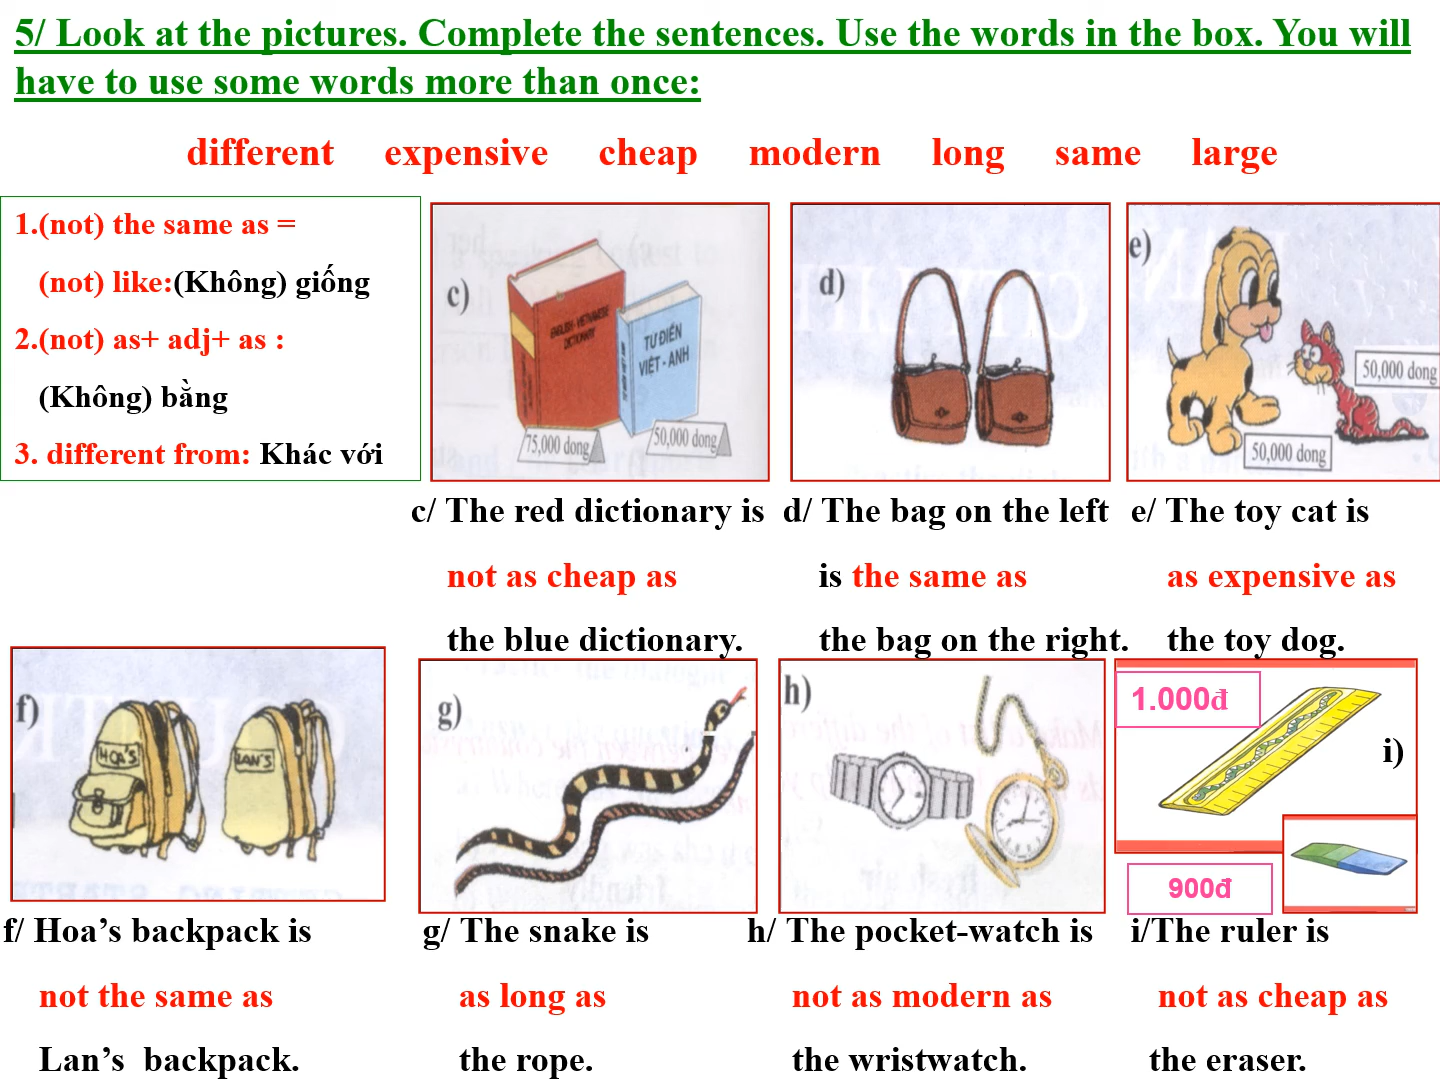 5/ Look at the pictures. Complete the sentences. Use the words in the box. You will
have to use some words more than once:
different expensive cheap modern long same large
1.(not) the same as =
(not) like:(Không) giống
2.(not) as+ adj+ as :
(Không) bằng
3. different from: Khác với
c)
ENGLISH - VIETNAMESE
DICTIONARY
TỪ ĐIỂN
VIỆT - ANH
75,000 dong
50,000 dong
d)
e)
50,000 dong
50,000 dong
c/ The red dictionary is
not as cheap as
the blue dictionary.
d/ The bag on the left
is the same as
the bag on the right.
e/ The toy cat is
as expensive as
the toy dog.
f)
HOA'S
LAN'S
g)
h)
1.000đ
i)
900đ
f/ Hoa’s backpack is
not the same as
Lan’s backpack.
g/ The snake is
as long as
the rope.
h/ The pocket-watch is
not as modern as
the wristwatch.
i/The ruler is
not as cheap as
the eraser.